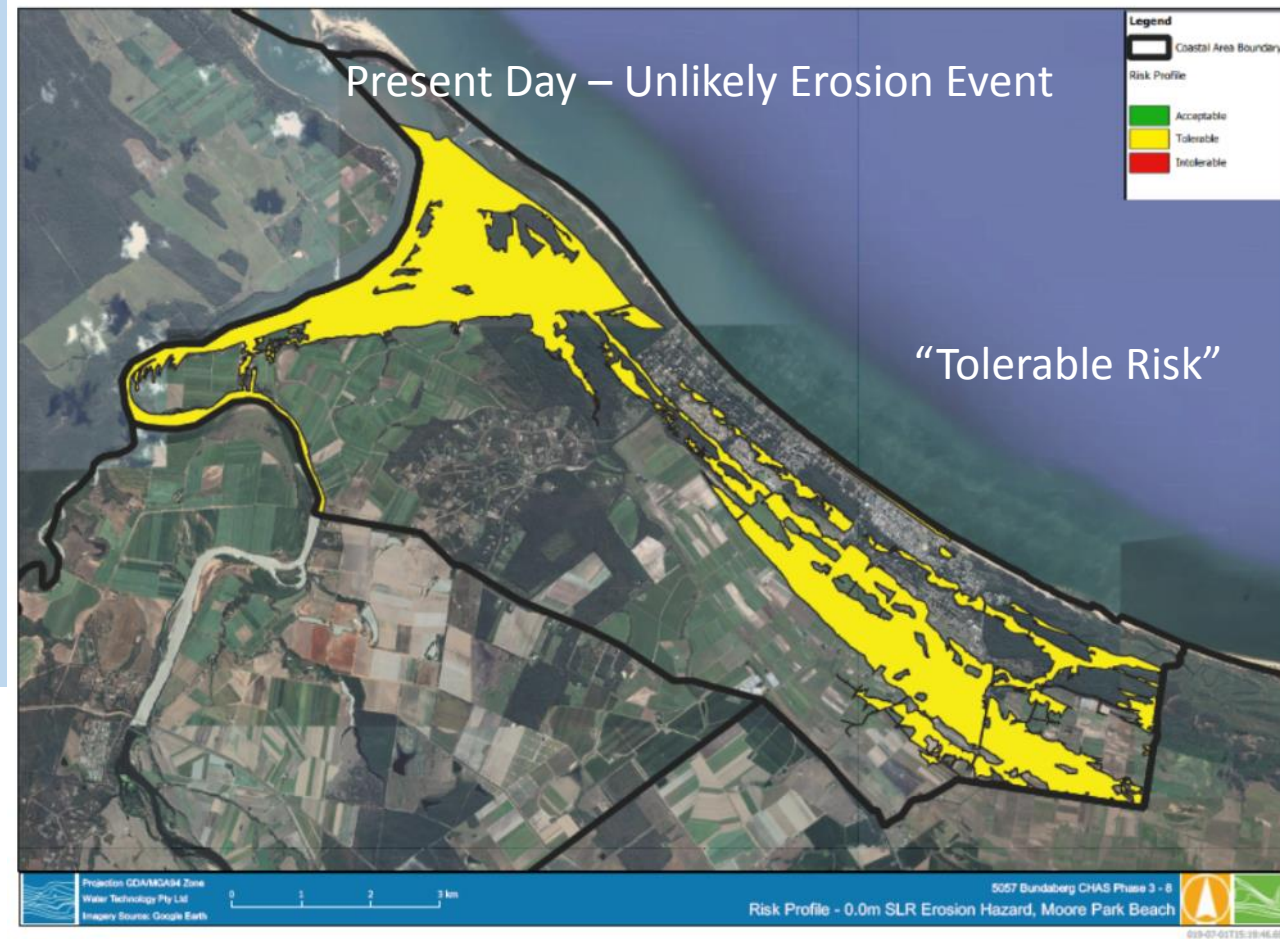 Present Day – Unlikely Erosion Event
Legend
Coastal Area Boundary
Risk Profile
Acceptable
Tolerable
Intolerable
“Tolerable Risk”
Projection GDA/MGA94 Zone
Water Technology Pty Ltd
Imagery Source: Google Earth
0 1 2 3 km
5057 Bundaberg CHAS Phase 3 - 8
Risk Profile - 0.0m SLR Erosion Hazard, Moore Park Beach